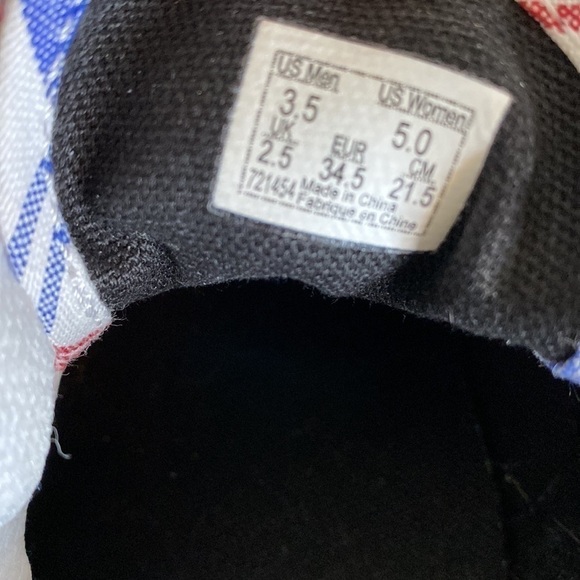 US Men US Women
3.5 5.0
UK EUR CM
2.5 34.5 21.5
721454 Made in China
Fabrique en Chine